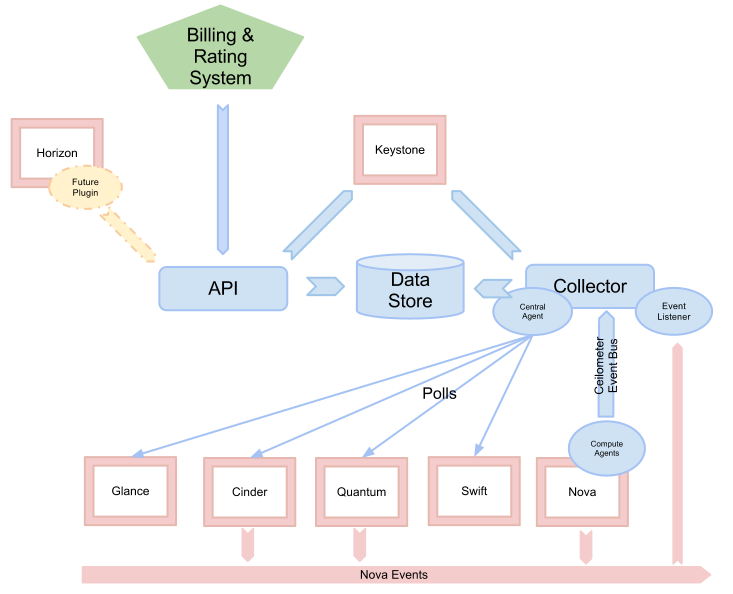 Billing &
Rating
System
Horizon
Future
Plugin
Keystone
API
Data
Store
Collector
Central
Agent
Event
Listener
Ceilometer
Event Bus
Polls
Compute
Agents
Glance
Cinder
Quantum
Swift
Nova
Nova Events